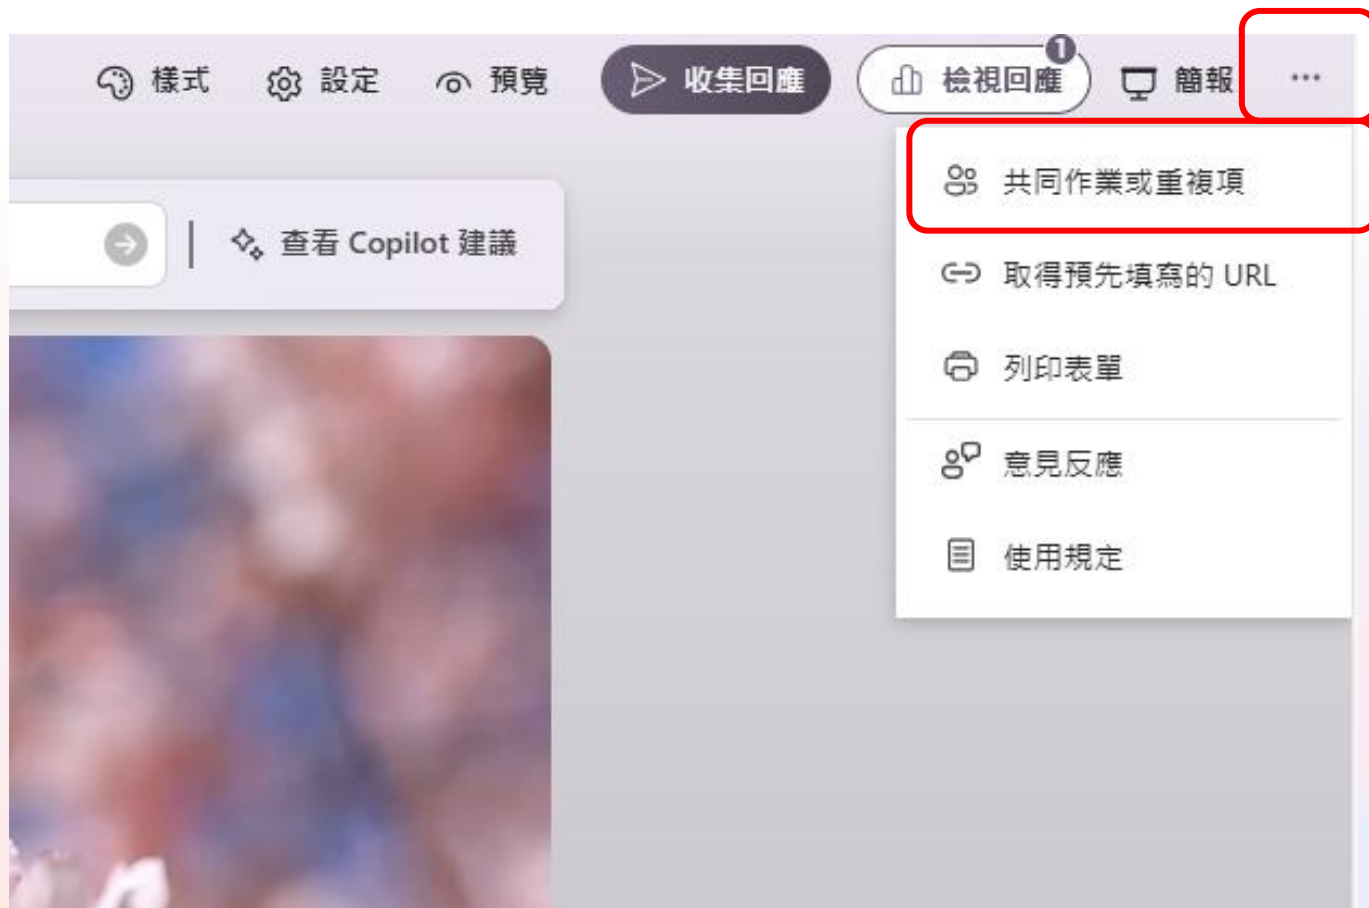 樣式 設定 預覽 收集回應 檢視回應 1 簡報 ...
共同作業或重複項
查看 Copilot 建議
取得預先填寫的 URL
列印表單
意見反應
使用規定